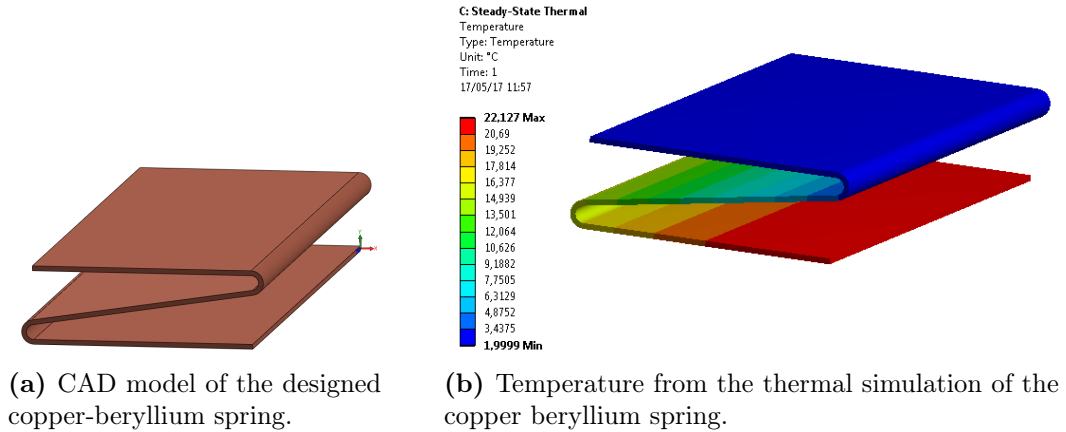 C: Steady-State Thermal
Temperature
Type: Temperature
Unit: °C
Time: 1
17/05/17 11:57
22,127 Max
20,69
19,252
17,814
16,377
14,939
13,501
12,064
10,626
9,1882
7,7505
6,3129
4,8752
3,4375
1,9999 Min
(a) CAD model of the designed
copper-beryllium spring.
(b) Temperature from the thermal simulation of the
copper beryllium spring.